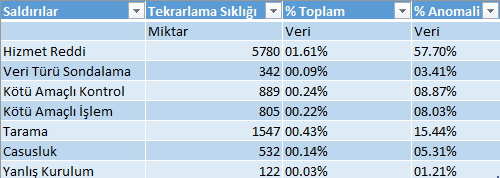 Saldırılar Tekrarlama Sıklığı % Toplam % Anomali
Miktar Veri Veri
Hizmet Reddi 5780 01.61% 57.70%
Veri Türü Sondalama 342 00.09% 03.41%
Kötü Amaçlı Kontrol 889 00.24% 08.87%
Kötü Amaçlı İşlem 805 00.22% 08.03%
Tarama 1547 00.43% 15.44%
Casusluk 532 00.14% 05.31%
Yanlış Kurulum 122 00.03% 01.21%